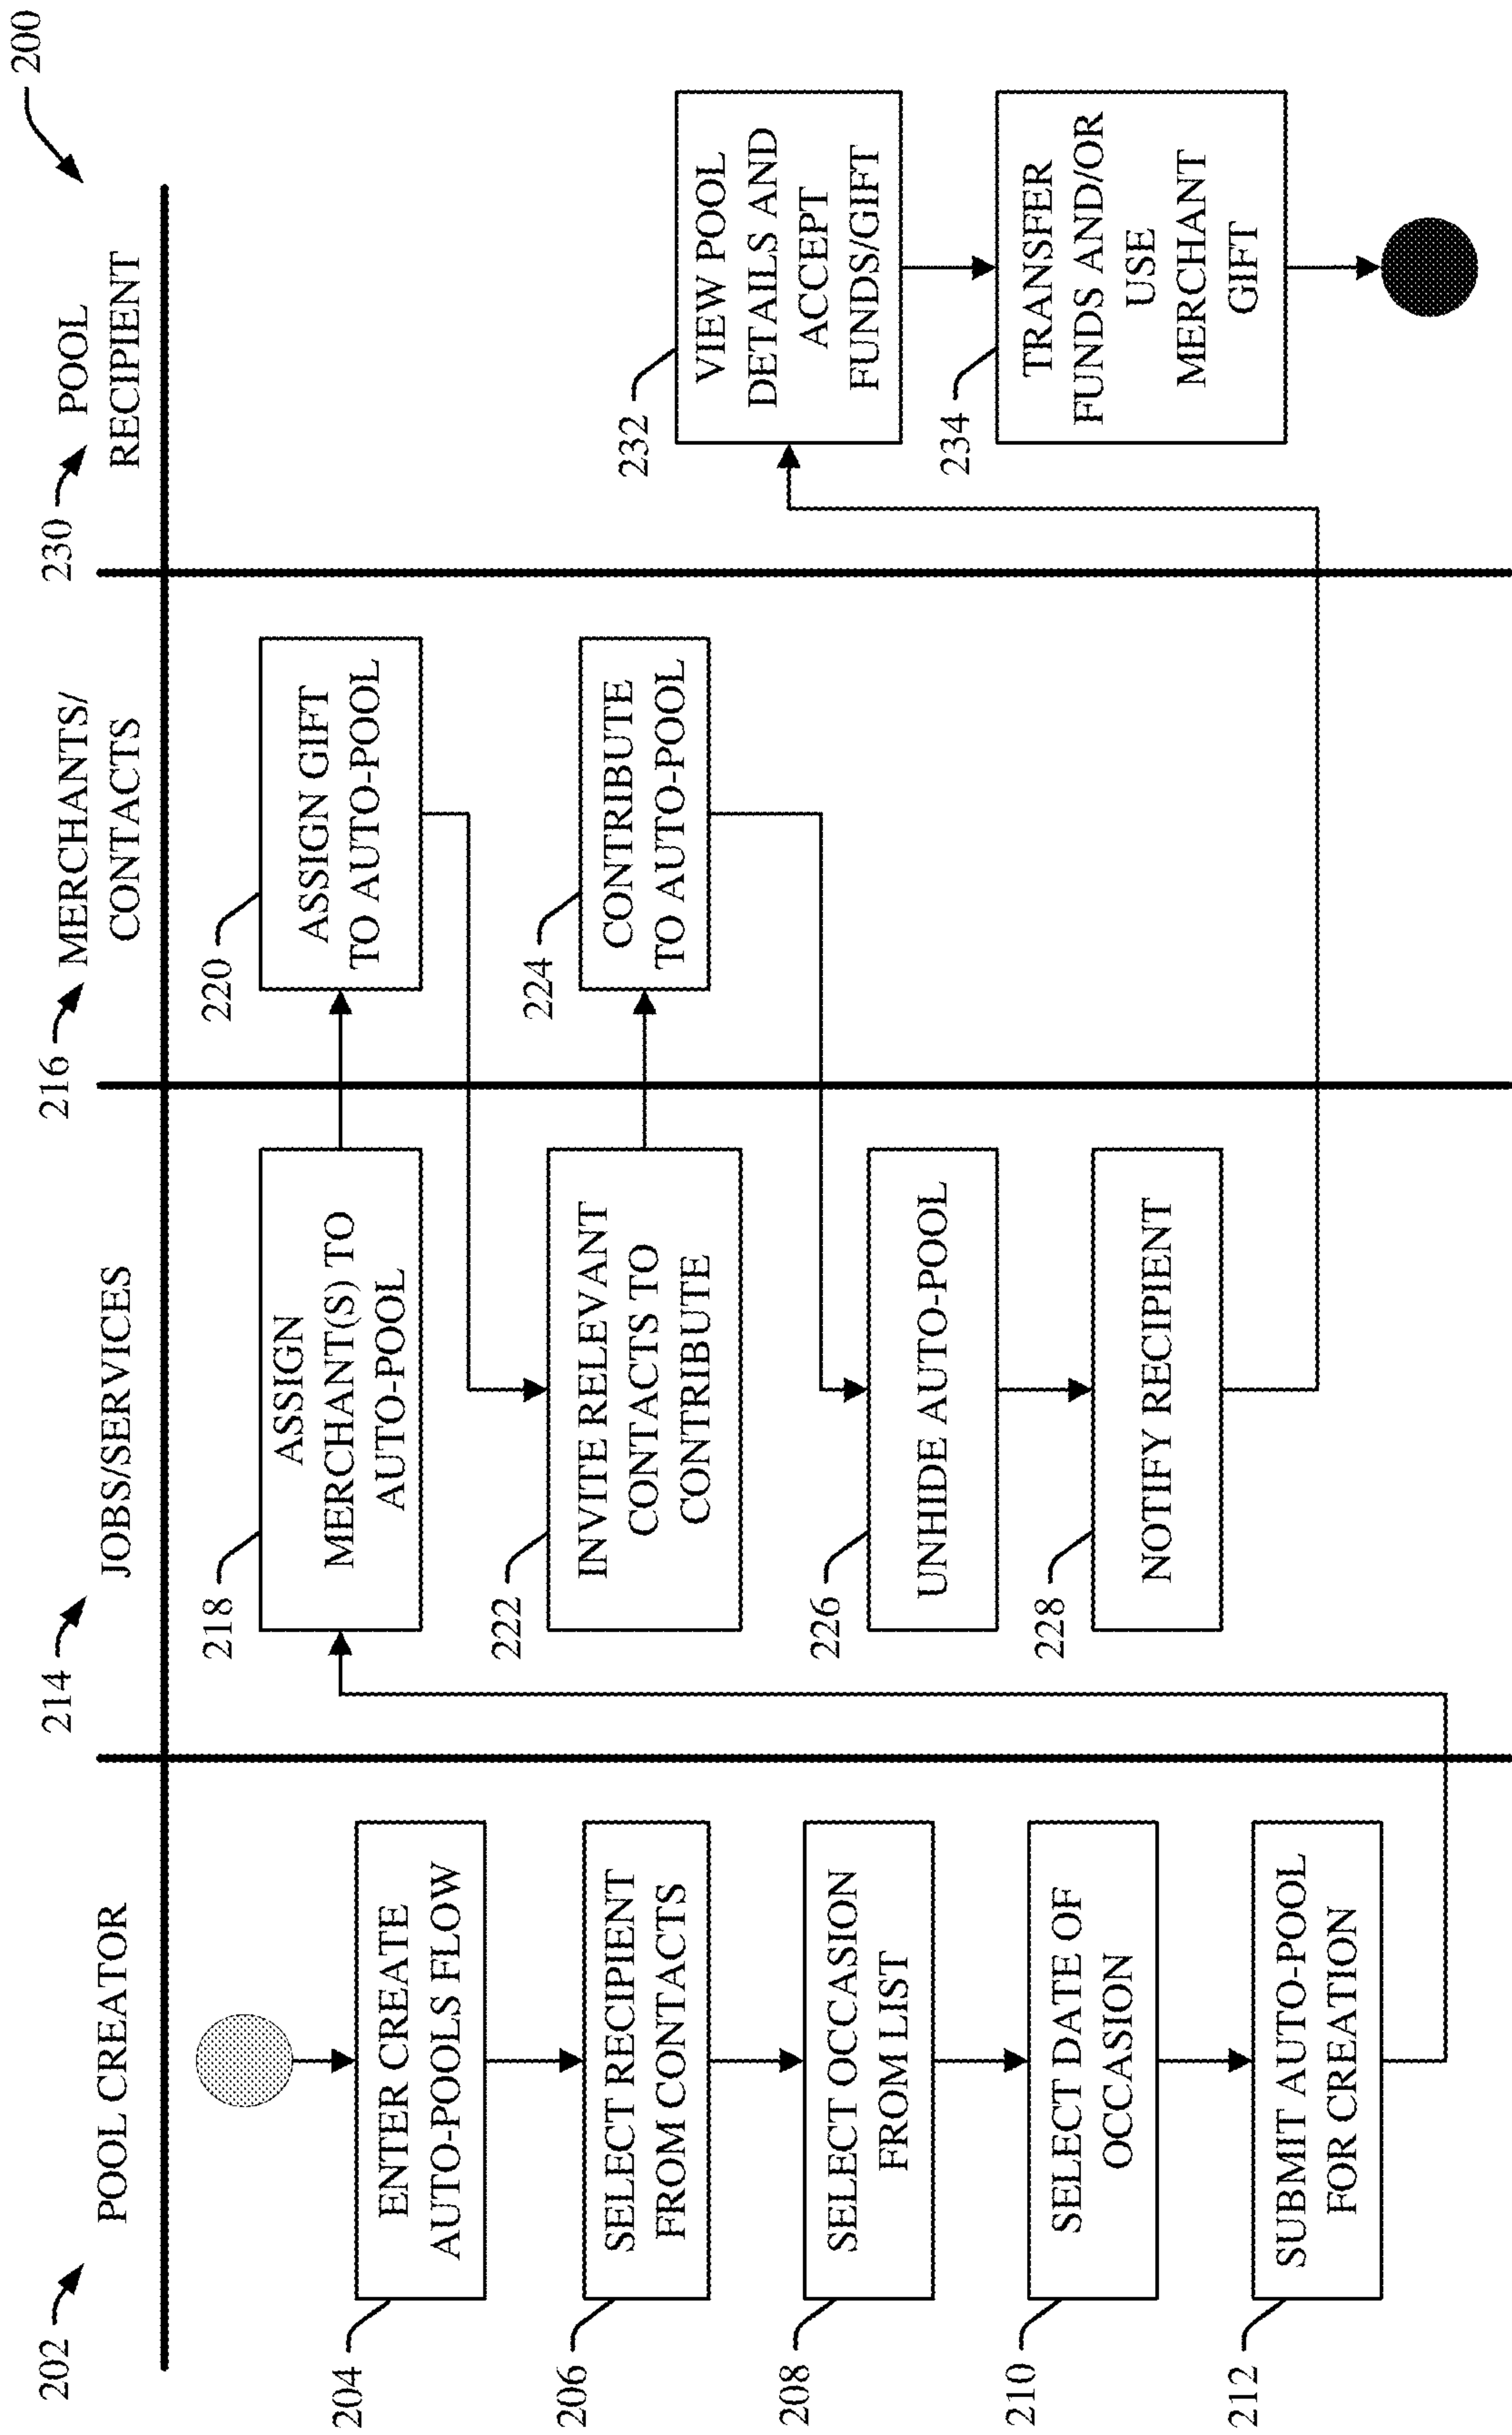 200
202
POOL CREATOR
214
JOBS/SERVICES
216
MERCHANTS/
CONTACTS
230
POOL
RECIPIENT
204
ENTER CREATE
AUTO-POOLS FLOW
206
SELECT RECIPIENT
FROM CONTACTS
208
SELECT OCCASION
FROM LIST
210
SELECT DATE OF
OCCASION
212
SUBMIT AUTO-POOL
FOR CREATION
218
ASSIGN
MERCHANT(S) TO
AUTO-POOL
220
ASSIGN GIFT
TO AUTO-POOL
222
INVITE RELEVANT
CONTACTS TO
CONTRIBUTE
224
CONTRIBUTE
TO AUTO-POOL
226
UNHIDE AUTO-POOL
228
NOTIFY RECIPIENT
232
VIEW POOL
DETAILS AND
ACCEPT
FUNDS/GIFT
234
TRANSFER
FUNDS AND/OR
USE
MERCHANT
GIFT